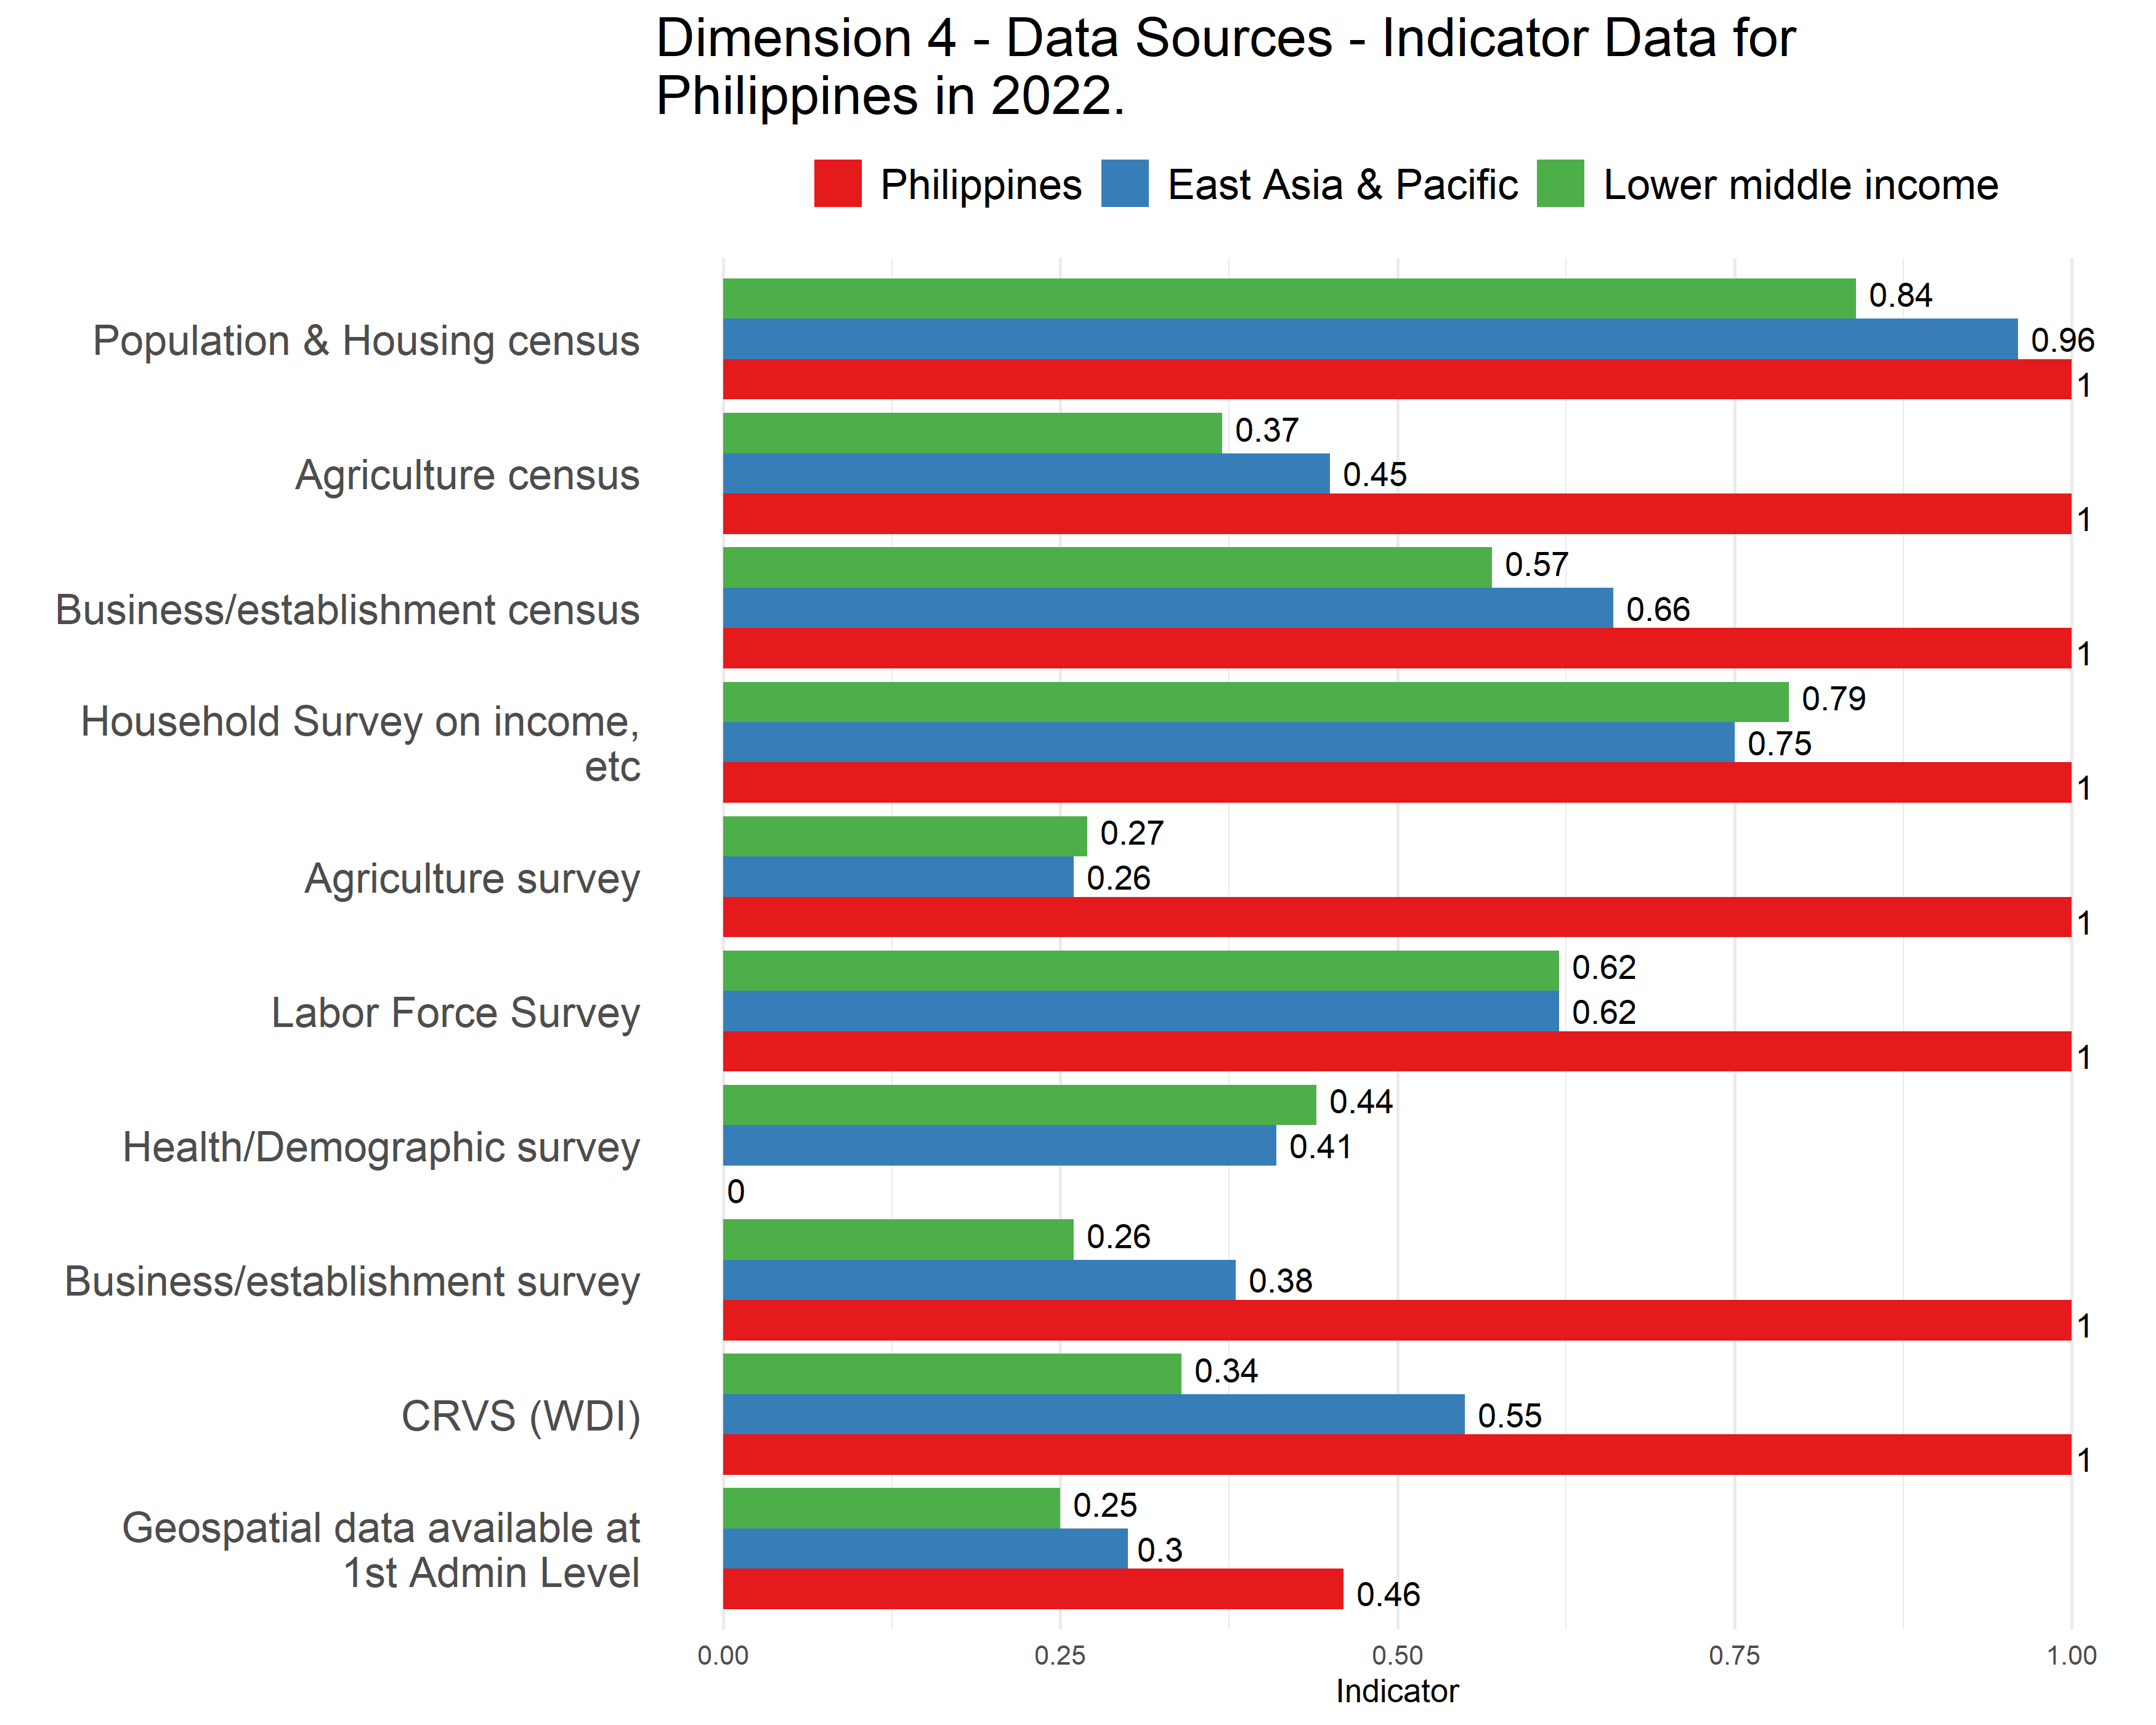 Dimension 4 - Data Sources - Indicator Data for
Philippines in 2022.
Philippines East Asia & Pacific Lower middle income
Population & Housing census
0.84
0.96
1
Agriculture census
0.37
0.45
1
Business/establishment census
0.57
0.66
1
Household Survey on income,
etc
0.79
0.75
1
Agriculture survey
0.27
0.26
1
Labor Force Survey
0.62
0.62
1
Health/Demographic survey
0.44
0.41
0
Business/establishment survey
0.26
0.38
1
CRVS (WDI)
0.34
0.55
1
Geospatial data available at
1st Admin Level
0.25
0.3
0.46
0.00 0.25 0.50 0.75 1.00
Indicator